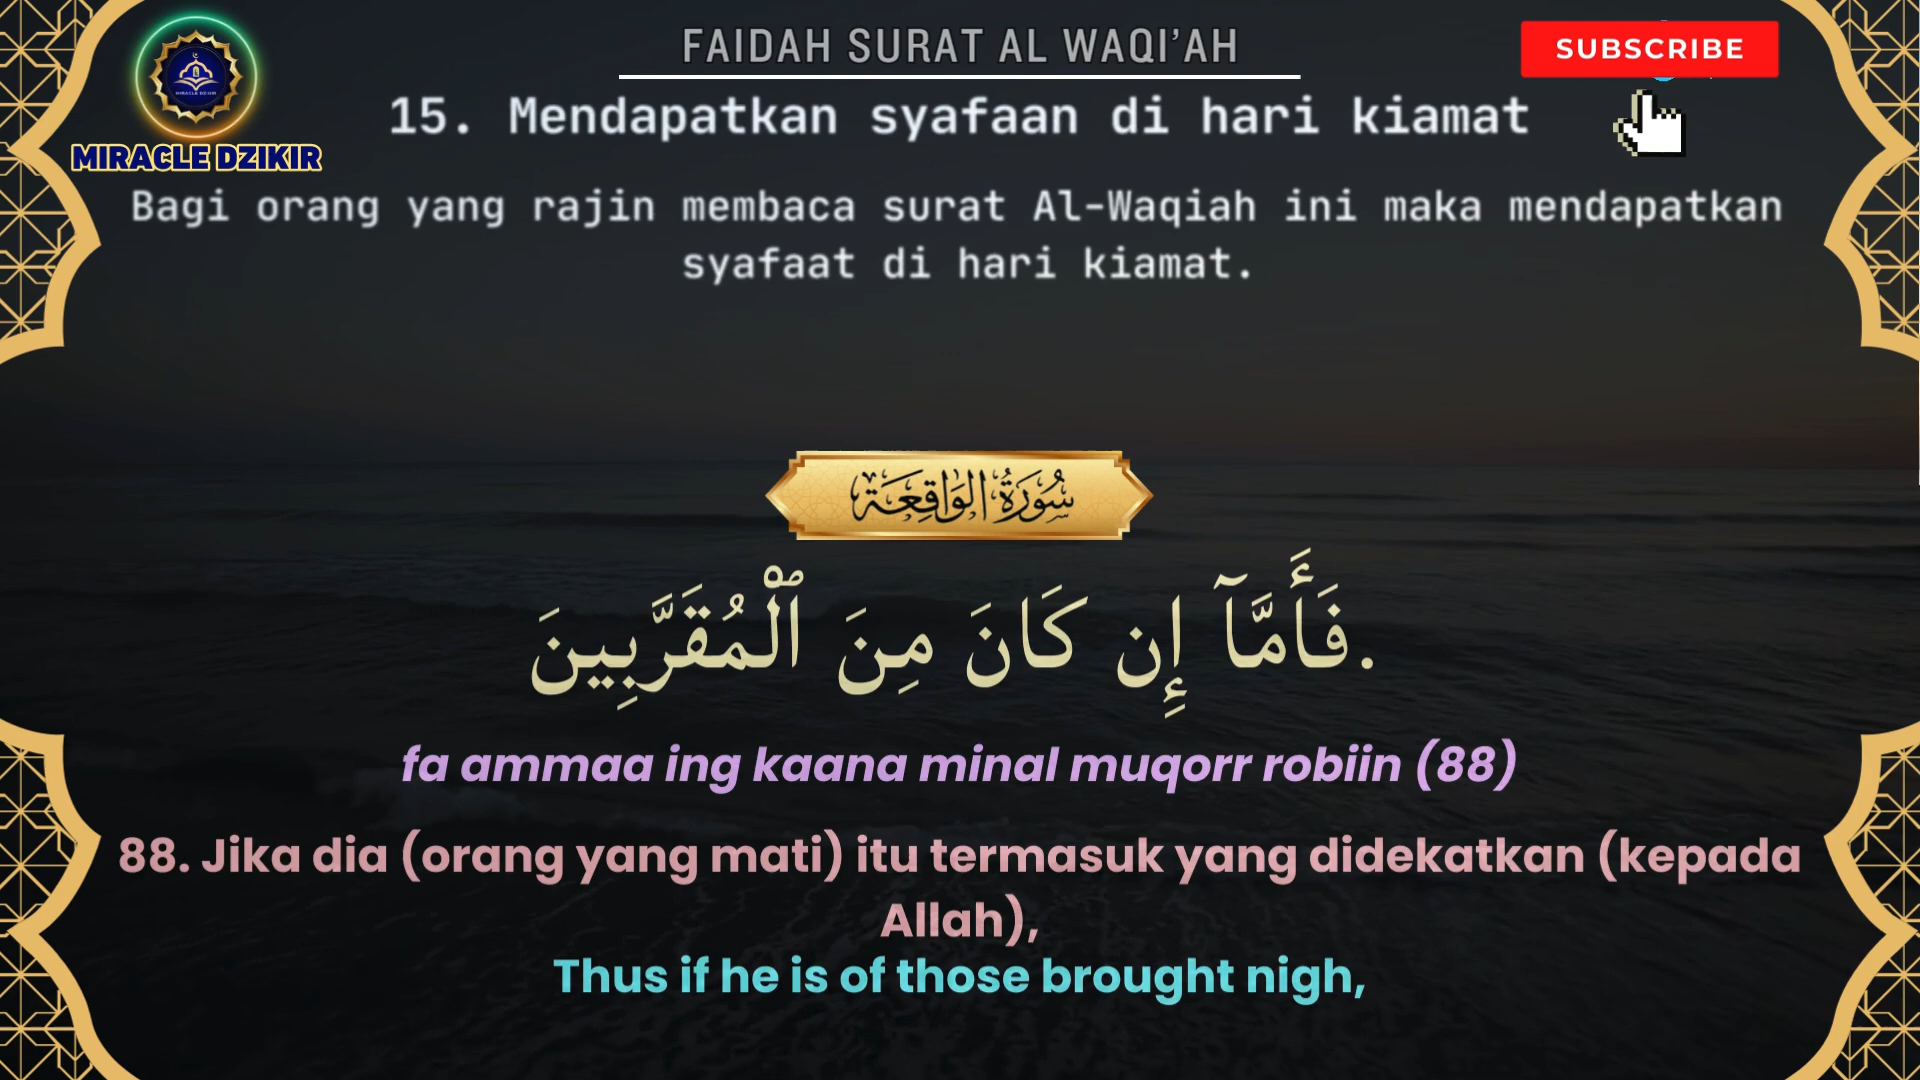 FAIDAH SURAT AL WAQI’AH
SUBSCRIBE
MIRACLE DZIKIR
15. Mendapatkan syafaan di hari kiamat
Bagi orang yang rajin membaca surat Al-Waqiah ini maka mendapatkan
syafaat di hari kiamat.
سُورَةُ الوَاقِعَة
فَأَمَّآ إِن كَانَ مِنَ ٱلْمُقَرَّبِينَ.
fa ammaa ing kaana minal muqorr robiin (88)
88. Jika dia (orang yang mati) itu termasuk yang didekatkan (kepada
Allah),
Thus if he is of those brought nigh,